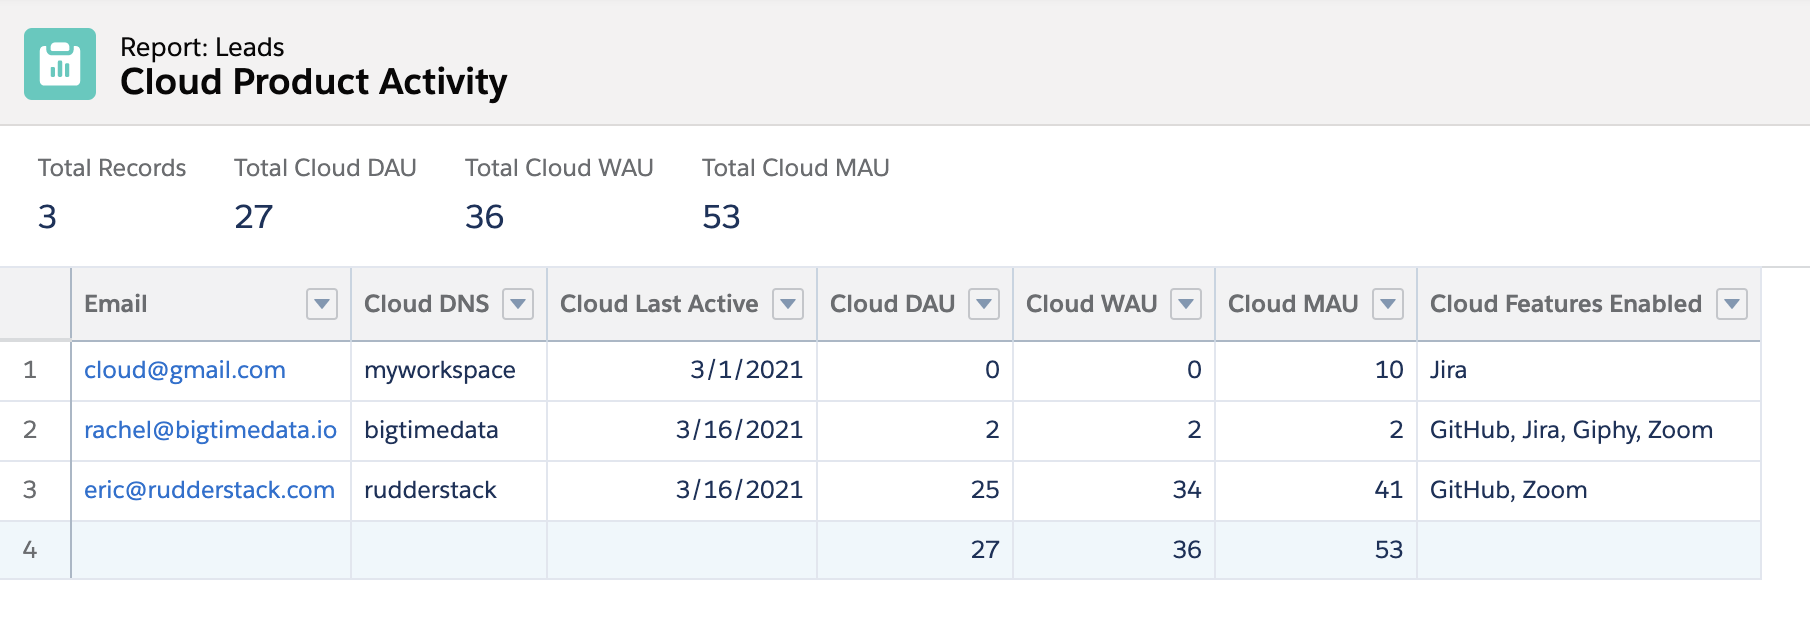 Report: Leads
Cloud Product Activity
Total Records Total Cloud DAU Total Cloud WAU Total Cloud MAU
3 27 36 53
Email Cloud DNS Cloud Last Active Cloud DAU Cloud WAU Cloud MAU Cloud Features Enabled
1 cloud@gmail.com myworkspace 3/1/2021 0 0 10 Jira
2 rachel@bigtimedata.io bigtimedata 3/16/2021 2 2 2 GitHub, Jira, Giphy, Zoom
3 eric@rudderstack.com rudderstack 3/16/2021 25 34 41 GitHub, Zoom
4 27 36 53